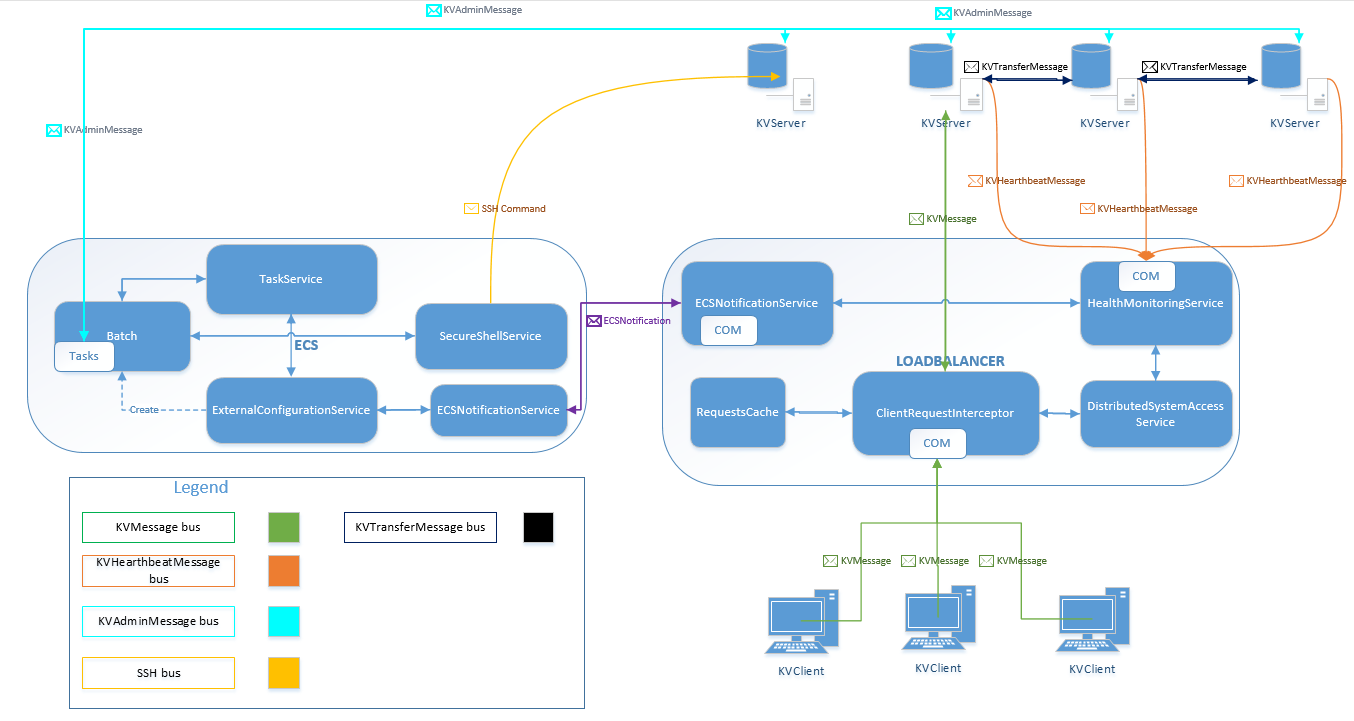 KVAdminMessage
KVAdminMessage
KVTransferMessage
KVTransferMessage
KVServer
KVServer
KVServer
KVServer
KVAdminMessage
KVHearthbeatMessage
KVHearthbeatMessage
SSH Command
KVHearthbeatMessage
KVMessage
TaskService
COM
ECSNotificationService
HealthMonitoringService
ECSNotification
COM
Batch
SecureShellService
ECS
Tasks
LOADBALANCER
Create
ExternalConfigurationService
ECSNotificationService
RequestsCache
ClientRequestInterceptor
DistributedSystemAccess
Service
COM
Legend
KVMessage bus
KVTransferMessage bus
KVHearthbeatMessage
bus
KVAdminMessage bus
SSH bus
KVMessage
KVMessage
KVMessage
KVClient
KVClient
KVClient